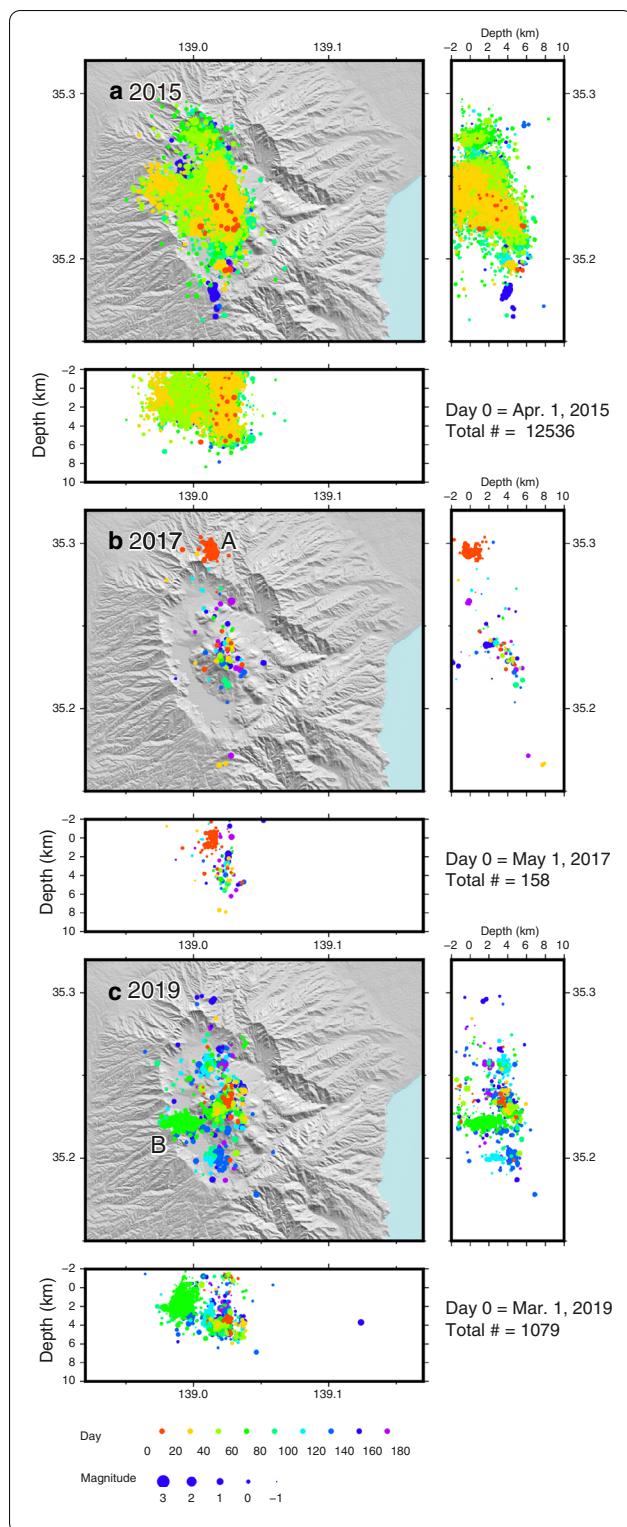 Depth (km)
139.0 139.1 −2 0 2 4 6 8 10
35.3
a 2015
35.3
35.2
35.2
−2
0
2
4
6
8
10
Depth (km)
Day 0 = Apr. 1, 2015
Total # = 12536
139.0 139.1
Depth (km)
−2 0 2 4 6 8 10
35.3
b 2017
A
35.3
35.2
35.2
−2
0
2
4
6
8
10
Depth (km)
Day 0 = May 1, 2017
Total # = 158
139.0 139.1
Depth (km)
−2 0 2 4 6 8 10
35.3
c 2019
35.3
B
35.2
35.2
−2
0
2
4
6
8
10
Depth (km)
Day 0 = Mar. 1, 2019
Total # = 1079
139.0 139.1
Day
0 20 40 60 80 100 120 140 160 180
Magnitude
3 2 1 0 −1